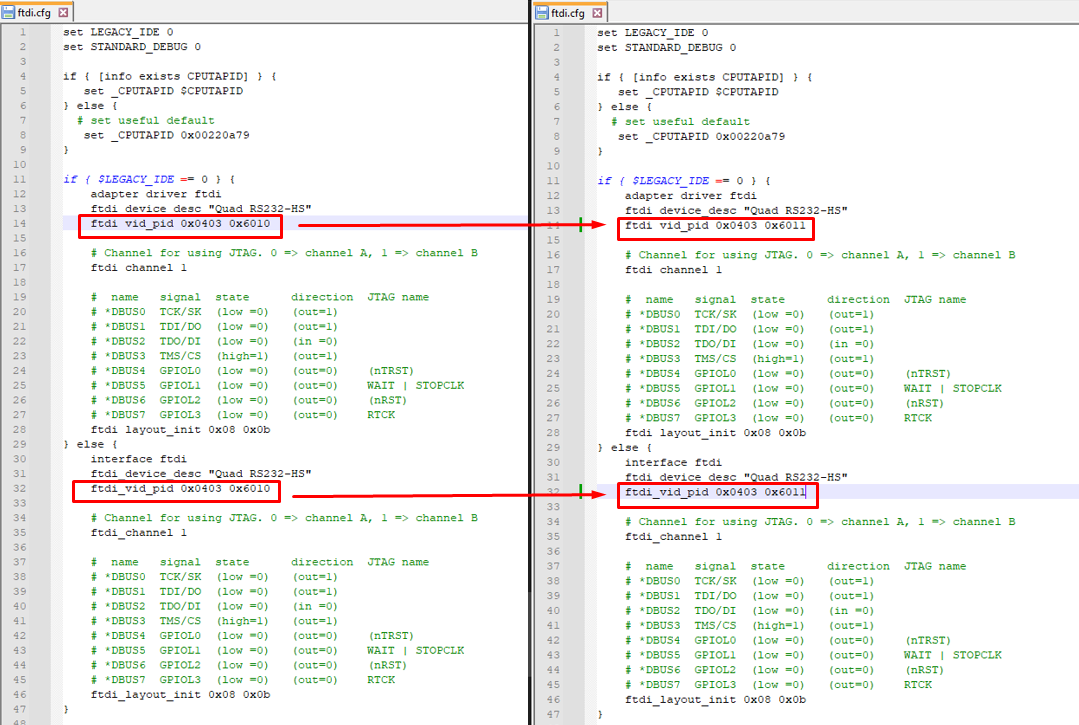 ftdi.cfg
1 set LEGACY_IDE 0
2 set STANDARD_DEBUG 0
3
4 if { [info exists CPUTAPID] } {
5 set _CPUTAPID $CPUTAPID
6 } else {
7 # set useful default
8 set _CPUTAPID 0x00220a79
9 }
10
11 if { $LEGACY_IDE == 0 } {
12 adapter driver ftdi
13 ftdi device_desc "Quad RS232-HS"
14 ftdi vid_pid 0x0403 0x6010
15
16 # Channel for using JTAG. 0 => channel A, 1 => channel B
17 ftdi channel 1
18
19 # name signal state direction JTAG name
20 # *DBUS0 TCK/SK (low =0) (out=1)
21 # *DBUS1 TDI/DO (low =0) (out=1)
22 # *DBUS2 TDO/DI (low =0) (in =0)
23 # *DBUS3 TMS/CS (high=1) (out=1)
24 # *DBUS4 GPIOL0 (low =0) (out=0) (nTRST)
25 # *DBUS5 GPIOL1 (low =0) (out=0) WAIT | STOPCLK
26 # *DBUS6 GPIOL2 (low =0) (out=0) (nRST)
27 # *DBUS7 GPIOL3 (low =0) (out=0) RTCK
28 ftdi layout_init 0x08 0x0b
29 } else {
30 interface ftdi
31 ftdi_device_desc "Quad RS232-HS"
32 ftdi_vid_pid 0x0403 0x6010
33
34 # Channel for using JTAG. 0 => channel A, 1 => channel B
35 ftdi_channel 1
36
37 # name signal state direction JTAG name
38 # *DBUS0 TCK/SK (low =0) (out=1)
39 # *DBUS1 TDI/DO (low =0) (out=1)
40 # *DBUS2 TDO/DI (low =0) (in =0)
41 # *DBUS3 TMS/CS (high=1) (out=1)
42 # *DBUS4 GPIOL0 (low =0) (out=0) (nTRST)
43 # *DBUS5 GPIOL1 (low =0) (out=0) WAIT | STOPCLK
44 # *DBUS6 GPIOL2 (low =0) (out=0) (nRST)
45 # *DBUS7 GPIOL3 (low =0) (out=0) RTCK
46 ftdi_layout_init 0x08 0x0b
47 }
48
ftdi.cfg
1 set LEGACY_IDE 0
2 set STANDARD_DEBUG 0
3
4 if { [info exists CPUTAPID] } {
5 set _CPUTAPID $CPUTAPID
6 } else {
7 # set useful default
8 set _CPUTAPID 0x00220a79
9 }
10
11 if { $LEGACY_IDE == 0 } {
12 adapter driver ftdi
13 ftdi device_desc "Quad RS232-HS"
14 ftdi vid_pid 0x0403 0x6011
15
16 # Channel for using JTAG. 0 => channel A, 1 => channel B
17 ftdi channel 1
18
19 # name signal state direction JTAG name
20 # *DBUS0 TCK/SK (low =0) (out=1)
21 # *DBUS1 TDI/DO (low =0) (out=1)
22 # *DBUS2 TDO/DI (low =0) (in =0)
23 # *DBUS3 TMS/CS (high=1) (out=1)
24 # *DBUS4 GPIOL0 (low =0) (out=0) (nTRST)
25 # *DBUS5 GPIOL1 (low =0) (out=0) WAIT | STOPCLK
26 # *DBUS6 GPIOL2 (low =0) (out=0) (nRST)
27 # *DBUS7 GPIOL3 (low =0) (out=0) RTCK
28 ftdi layout_init 0x08 0x0b
29 } else {
30 interface ftdi
31 ftdi_device_desc "Quad RS232-HS"
32 ftdi_vid_pid 0x0403 0x6011
33
34 # Channel for using JTAG. 0 => channel A, 1 => channel B
35 ftdi_channel 1
36
37 # name signal state direction JTAG name
38 # *DBUS0 TCK/SK (low =0) (out=1)
39 # *DBUS1 TDI/DO (low =0) (out=1)
40 # *DBUS2 TDO/DI (low =0) (in =0)
41 # *DBUS3 TMS/CS (high=1) (out=1)
42 # *DBUS4 GPIOL0 (low =0) (out=0) (nTRST)
43 # *DBUS5 GPIOL1 (low =0) (out=0) WAIT | STOPCLK
44 # *DBUS6 GPIOL2 (low =0) (out=0) (nRST)
45 # *DBUS7 GPIOL3 (low =0) (out=0) RTCK
46 ftdi_layout_init 0x08 0x0b
47 }